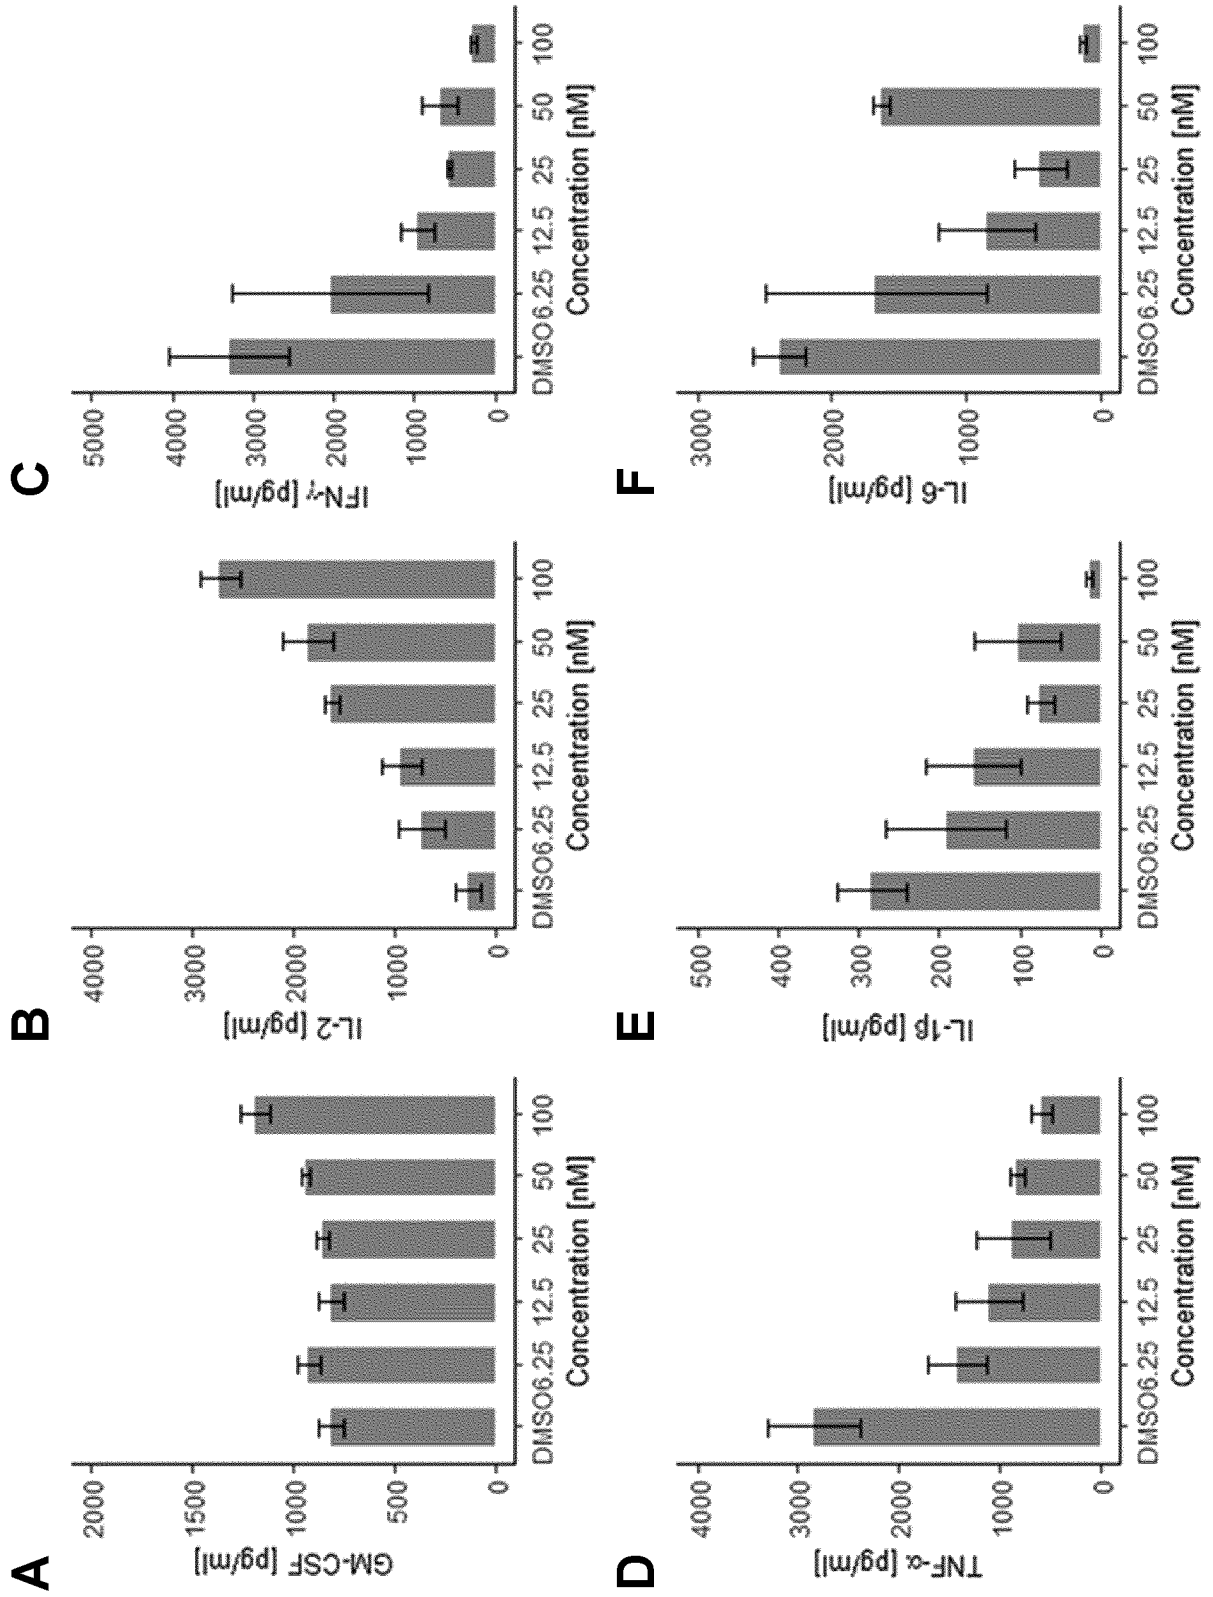 A
GM-CSF [pg/ml]
2000
1500
1000
500
0
DMSO 6.25 12.5 25 50 100
Concentration [nM]
B
IL-2 [pg/ml]
4000
3000
2000
1000
0
DMSO 6.25 12.5 25 50 100
Concentration [nM]
C
IFN-γ [pg/ml]
5000
4000
3000
2000
1000
0
DMSO 6.25 12.5 25 50 100
Concentration [nM]
D
TNF-α [pg/ml]
4000
3000
2000
1000
0
DMSO 6.25 12.5 25 50 100
Concentration [nM]
E
IL-1β [pg/ml]
500
400
300
200
100
0
DMSO 6.25 12.5 25 50 100
Concentration [nM]
F
IL-6 [pg/ml]
3000
2000
1000
0
DMSO 6.25 12.5 25 50 100
Concentration [nM]